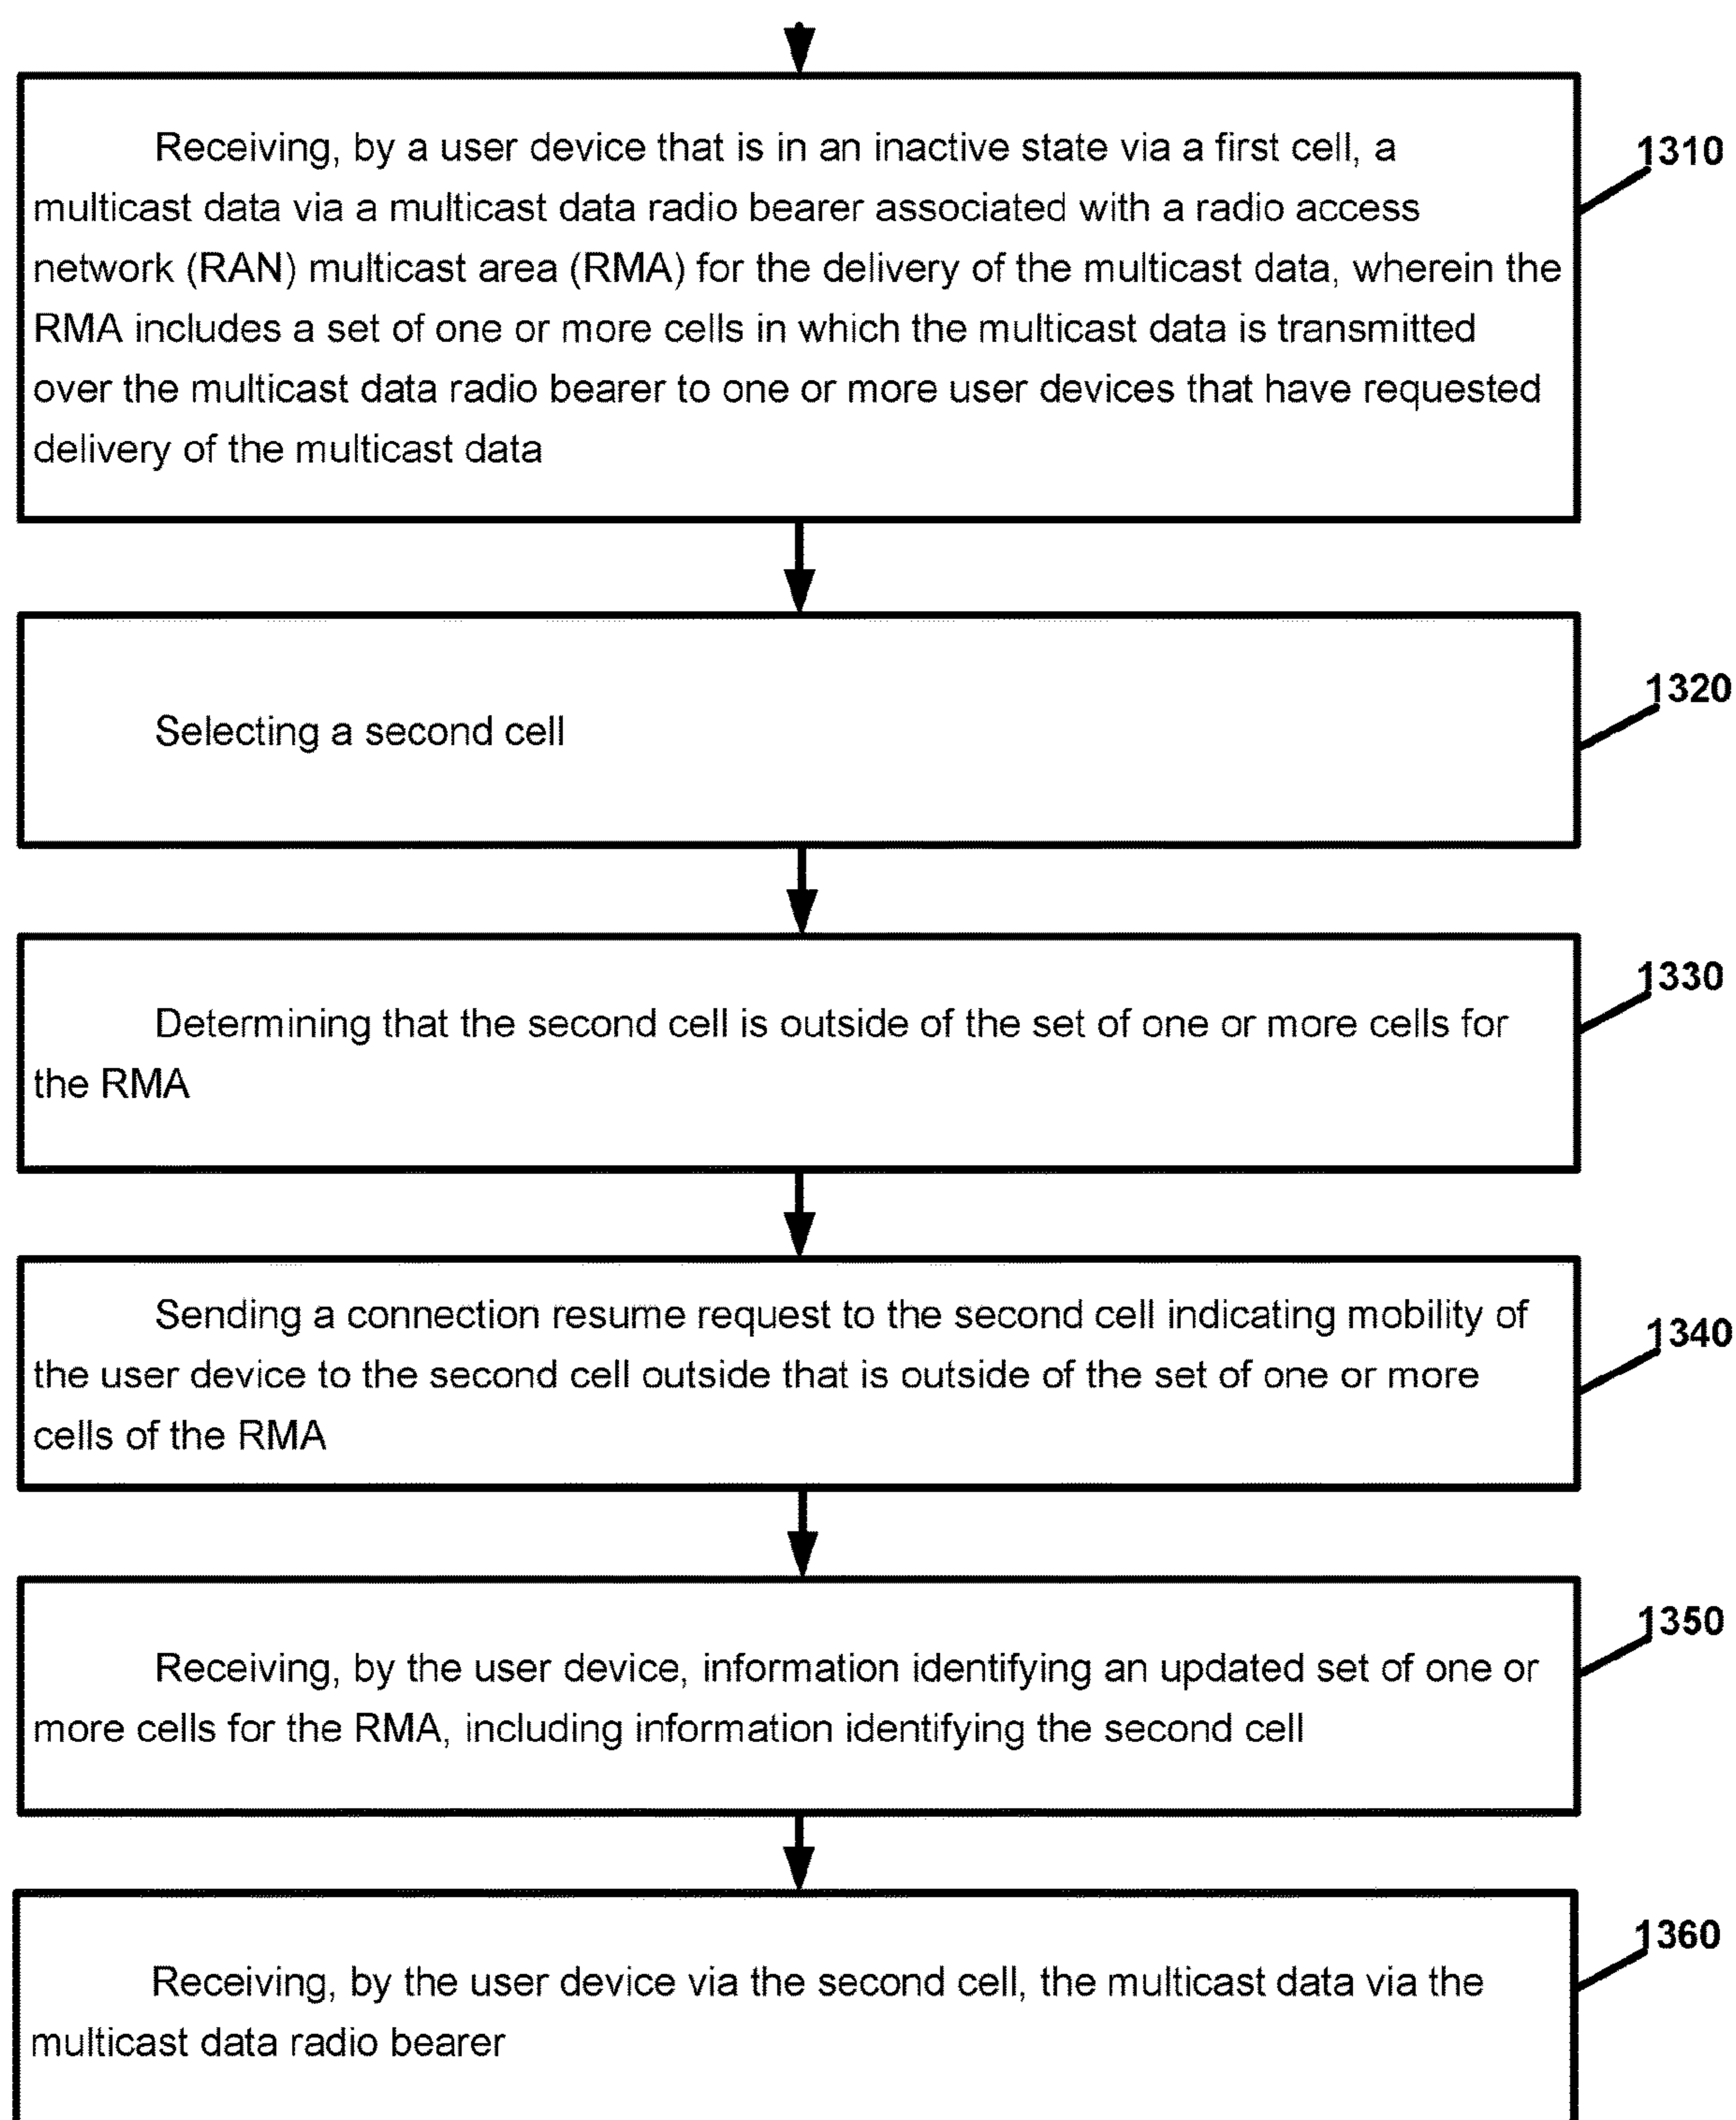 Receiving, by a user device that is in an inactive state via a first cell, a
multicast data via a multicast data radio bearer associated with a radio access
network (RAN) multicast area (RMA) for the delivery of the multicast data, wherein the
RMA includes a set of one or more cells in which the multicast data is transmitted
over the multicast data radio bearer to one or more user devices that have requested
delivery of the multicast data
1310
Selecting a second cell
1320
Determining that the second cell is outside of the set of one or more cells for
the RMA
1330
Sending a connection resume request to the second cell indicating mobility of
the user device to the second cell outside that is outside of the set of one or more
cells of the RMA
1340
Receiving, by the user device, information identifying an updated set of one or
more cells for the RMA, including information identifying the second cell
1350
Receiving, by the user device via the second cell, the multicast data via the
multicast data radio bearer
1360